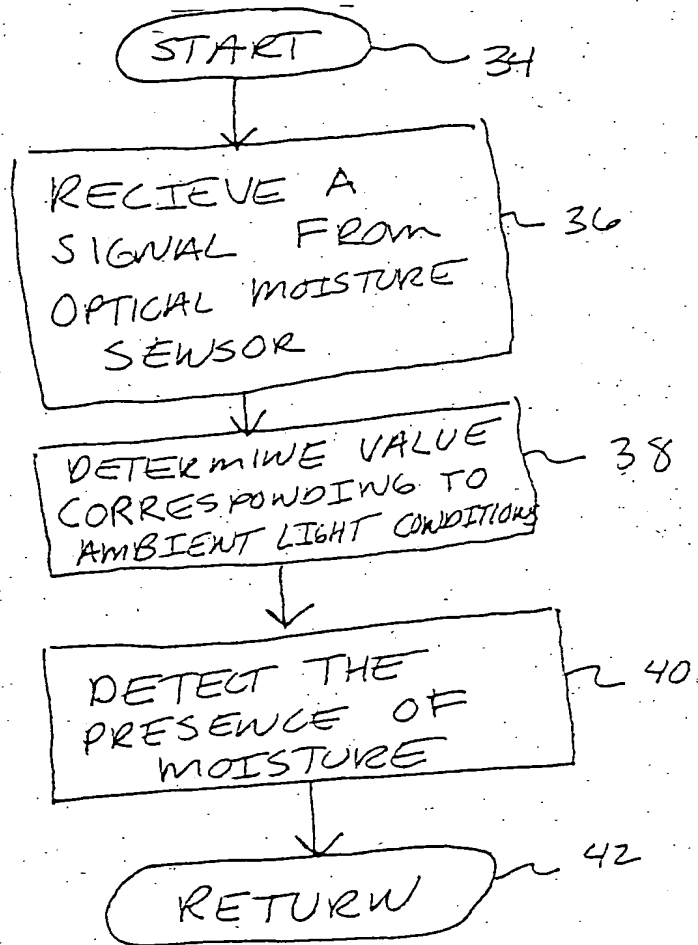 START
34
RECIEVE A
SIGNAL FROM
OPTICAL MOISTURE
SENSOR
36
DETERMINE VALUE
CORRESPONDING TO
AMBIENT LIGHT CONDITIONS
38
DETECT THE
PRESENCE OF
MOISTURE
40
RETURN
42